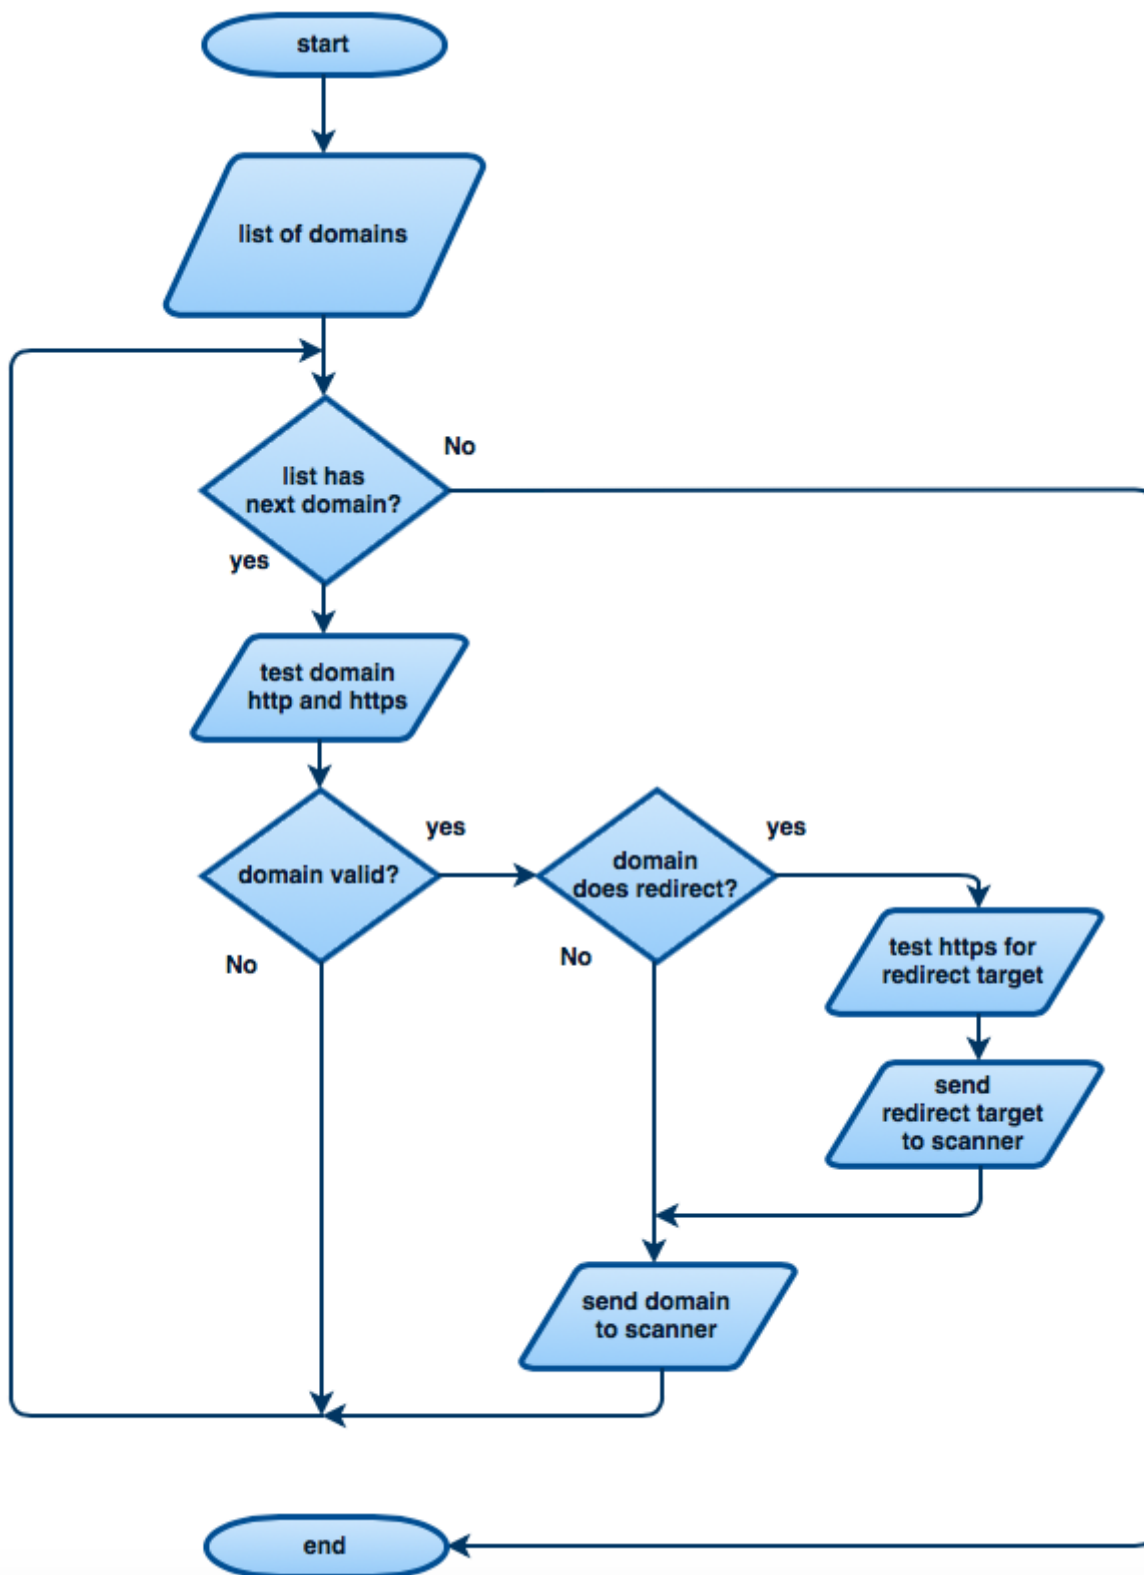 start
list of domains
No
list has
next domain?
yes
test domain
http and https
yes
yes
domain valid?
domain
does redirect?
No
No
test https for
redirect target
send
redirect target
to scanner
send domain
to scanner
end